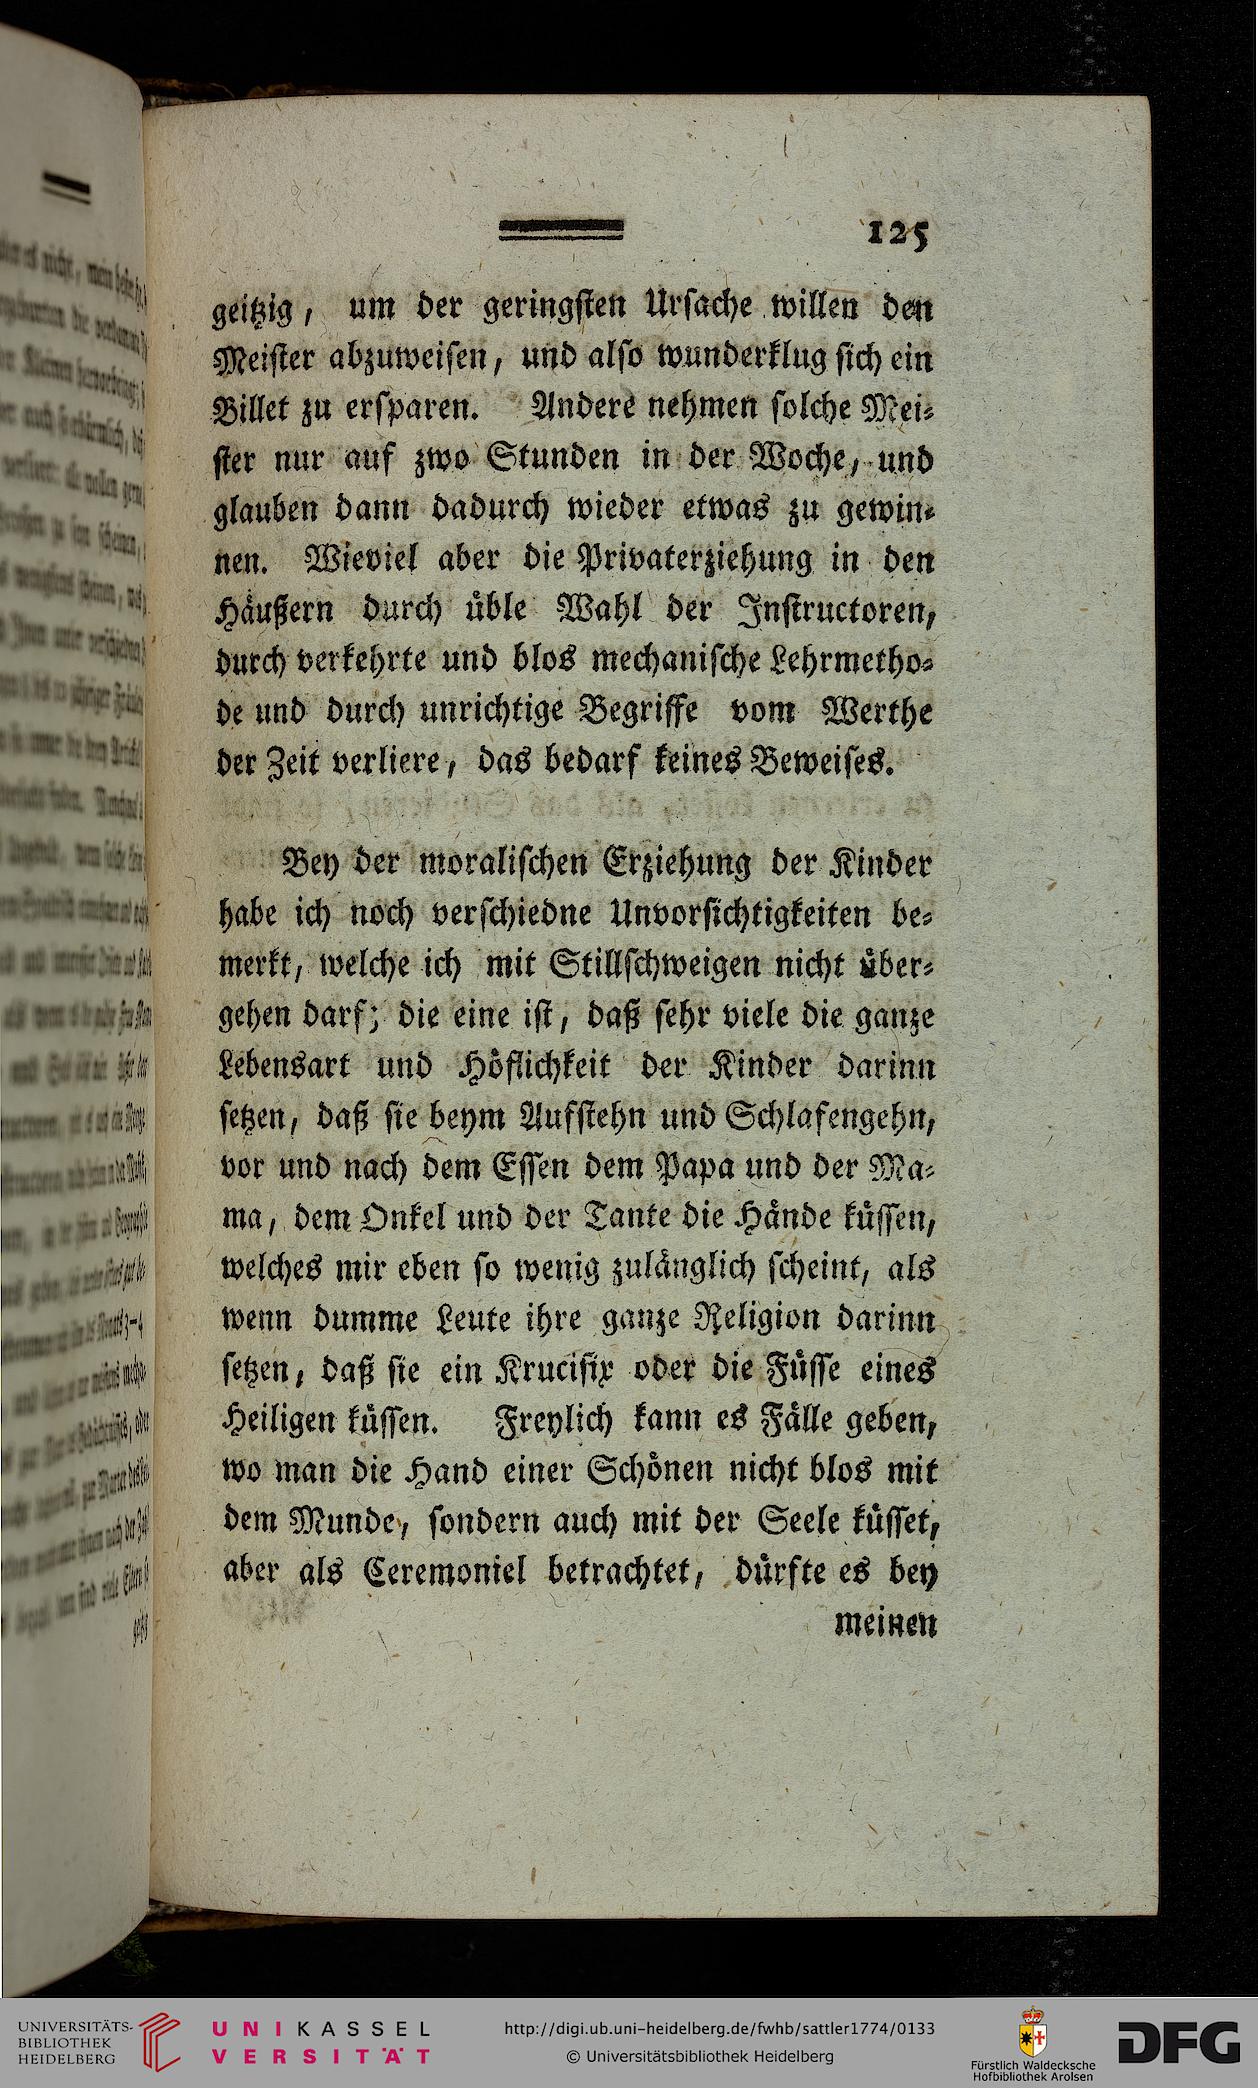 125
geitzig, um der geringsten Ursache willen den
Meister abzuweisen, und also wunderklug sich ein
Billet zu ersparen. Andere nehmen solche Mei-
ster nur auf zwo Stunden in der Woche, und
glauben dann dadurch wieder etwas zu gewin-
nen. Wieviel aber die Privaterziehung in den
Häußern durch üble Wahl der Instructoren,
durch verkehrte und blos mechanische Lehrmetho-
de und durch unrichtige Begriffe vom Werthe
der Zeit verliere, das bedarf keines Beweises.
Bey der moralischen Erziehung der Kinder
habe ich noch verschiedne Unvorsichtigkeiten be-
merkt, welche ich mit Stillschweigen nicht über-
gehen darf; die eine ist, daß sehr viele die ganze
Lebensart und Höflichkeit der Kinder darinn
setzen, daß sie beym Aufstehn und Schlafengehn,
vor und nach dem Essen dem Papa und der Ma-
ma, dem Onkel und der Tante die Hände küssen,
welches mir eben so wenig zulänglich scheint, als
wenn dumme Leute ihre ganze Religion darinn
setzen, daß sie ein Krucifix oder die Füsse eines
Heiligen küssen. Freylich kann es Fälle geben,
wo man die Hand einer Schönen nicht blos mit
dem Munde, sondern auch mit der Seele küsset,
aber als Ceremoniel betrachtet, dürfte es bey
meinen
UNIVERSITÄTS-
BIBLIOTHEK
HEIDELBERG
UNIKASSEL
VERSITÄT
http://digi.ub.uni-heidelberg.de/fwhb/sattler1774/0133
© Universitätsbibliothek Heidelberg
Fürstlich Waldecksche
Hofbibliothek Arolsen
DFG